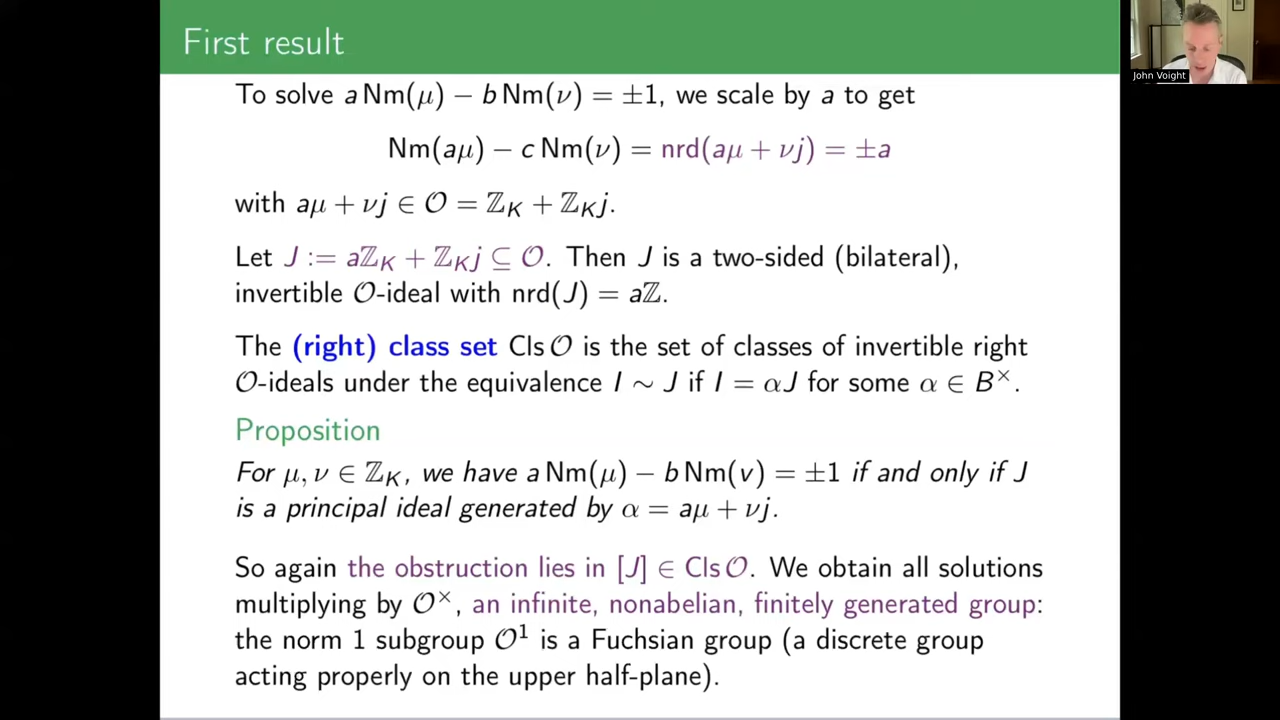 First result
John Voight
To solve a Nm(μ) − b Nm(ν) = ±1, we scale by a to get
Nm(aμ) − c Nm(ν) = nrd(aμ + νj) = ±a
with aμ + νj ∈ 𝒪 = ℤ_K + ℤ_K j.
Let J := aℤ_K + ℤ_K j ⊆ 𝒪. Then J is a two-sided (bilateral),
invertible 𝒪-ideal with nrd(J) = aℤ.
The (right) class set Cls 𝒪 is the set of classes of invertible right
𝒪-ideals under the equivalence I ∼ J if I = αJ for some α ∈ B^×.
Proposition
For μ, ν ∈ ℤ_K, we have a Nm(μ) − b Nm(v) = ±1 if and only if J
is a principal ideal generated by α = aμ + νj.
So again the obstruction lies in [J] ∈ Cls 𝒪. We obtain all solutions
multiplying by 𝒪^×, an infinite, nonabelian, finitely generated group:
the norm 1 subgroup 𝒪^1 is a Fuchsian group (a discrete group
acting properly on the upper half-plane).